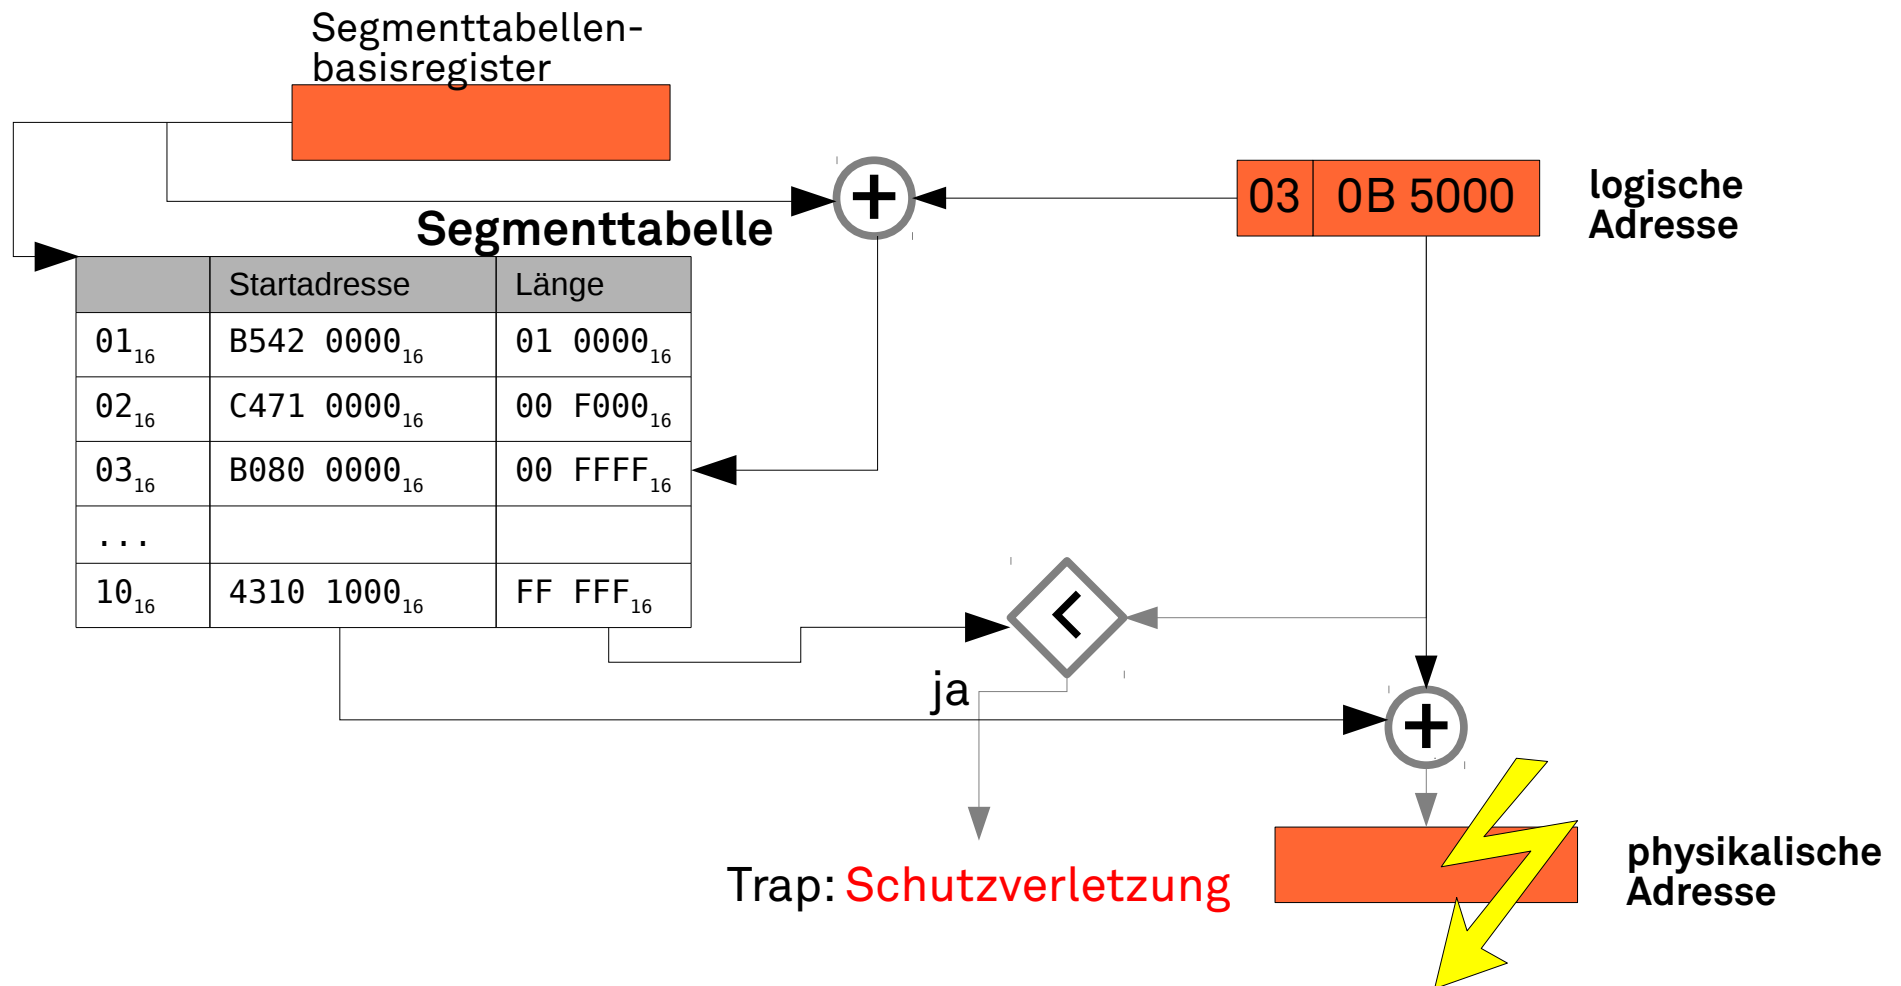 Segmenttabellen-
basisregister
+
03 0B 5000
logische
Adresse
Segmenttabelle
Startadresse Länge
01₁₆ B542 0000₁₆ 01 0000₁₆
02₁₆ C471 0000₁₆ 00 F000₁₆
03₁₆ B080 0000₁₆ 00 FFFF₁₆
...
10₁₆ 4310 1000₁₆ FF FFF₁₆
<
ja
+
Trap: Schutzverletzung
physikalische
Adresse